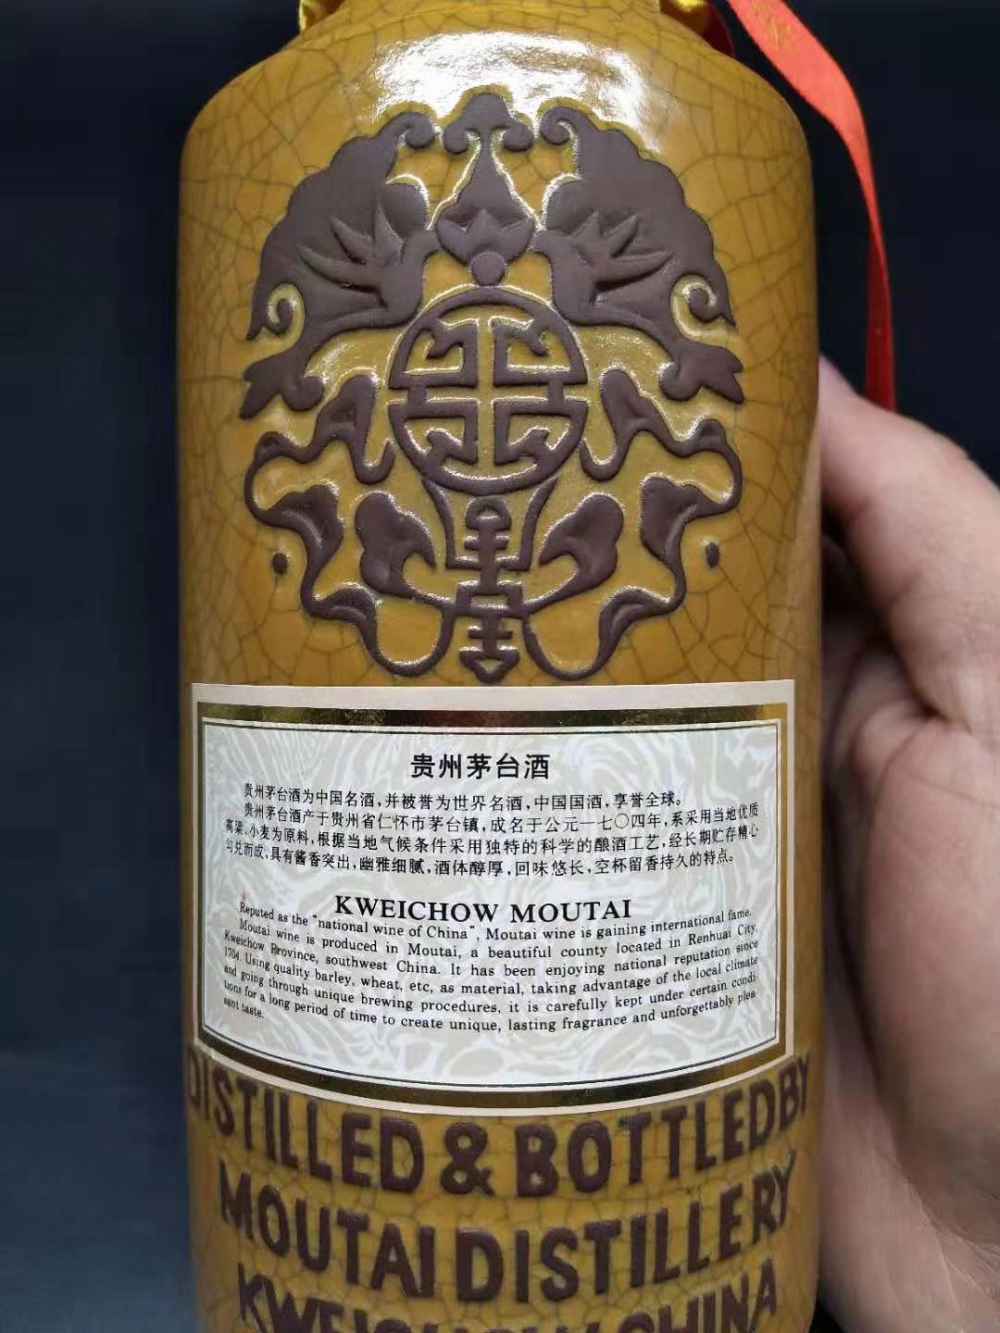 贵州茅台酒
贵州茅台酒为中国名酒,并被誉为世界名酒,中国国酒,享誉全球。
贵州茅台酒产于贵州省仁怀市茅台镇,成名于公元一七〇四年,系采用当地优质
高粱、小麦为原料,根据当地气候条件采用独特的科学的酿酒工艺,经长期贮存精心
勾兑而成,具有酱香突出,幽雅细腻,酒体醇厚,回味悠长,空杯留香持久的特点。
KWEICHOW MOUTAI
Reputed as the "national wine of China", Moutai wine is gaining international fame.
Moutai wine is produced in Moutai, a beautiful county located in Renhuai City,
Kweichow Province, southwest China. It has been enjoying national reputation since
1704. Using quality barley, wheat, etc, as material, taking advantage of the local climate
and going through unique brewing procedures, it is carefully kept under certain condi
tions for a long period of time to create unique, lasting fragrance and unforgettably plea
sant taste.
DISTILLED & BOTTLED BY
MOUTAI DISTILLERY
KWEICHOW CHINA